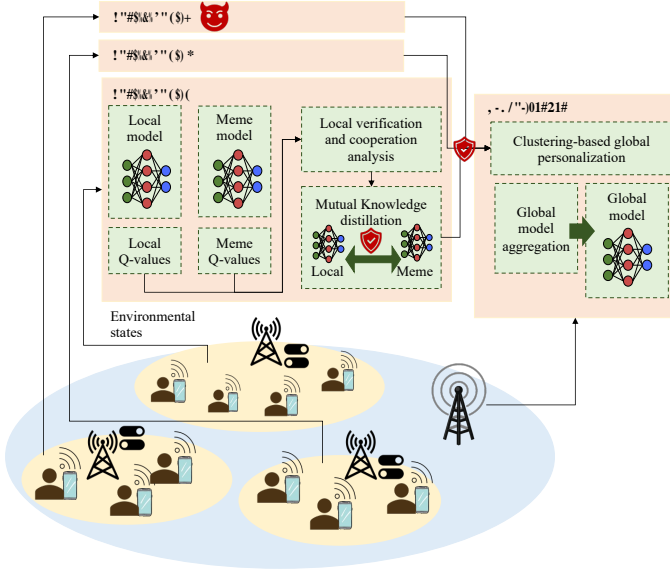 ! "#$%&% ' " ( $)+
! "#$%&% ' " ( $) *
! "#$%&% ' " ( $) (
, - . / "-)01#21#
Local
model
Meme
model
Local verification
and cooperation
analysis
Clustering-based global
personalization
Mutual Knowledge
distillation
Local
Meme
Global
model
aggregation
Global
model
Local
Q-values
Meme
Q-values
Environmental
states